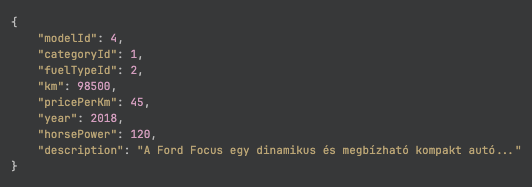 {
"modelId": 4,
"categoryId": 1,
"fuelTypeId": 2,
"km": 98500,
"pricePerKm": 45,
"year": 2018,
"horsePower": 120,
"description": "A Ford Focus egy dinamikus és megbízható kompakt autó..."
}